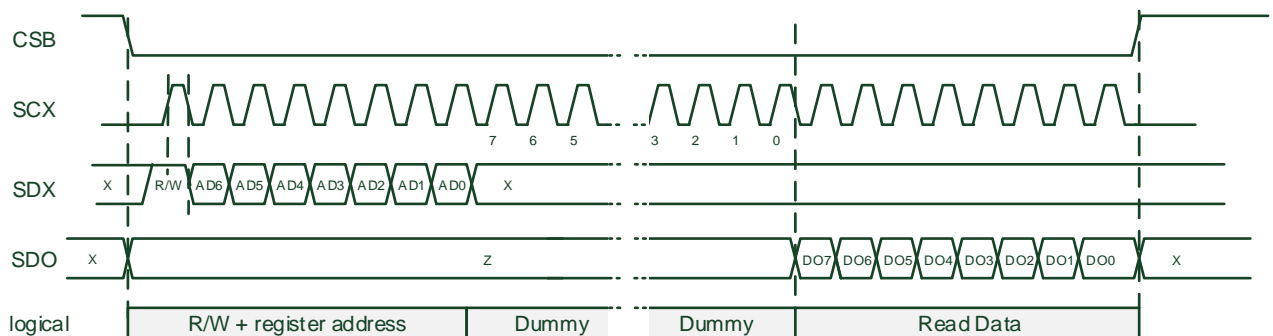 CSB
SCX
7 6 5 3 2 1 0
SDX X R/W AD6 AD5 AD4 AD3 AD2 AD1 AD0 X
SDO X Z DO7 DO6 DO5 DO4 DO3 DO2 DO1 DO0 X
logical R/W + register address Dummy Dummy Read Data